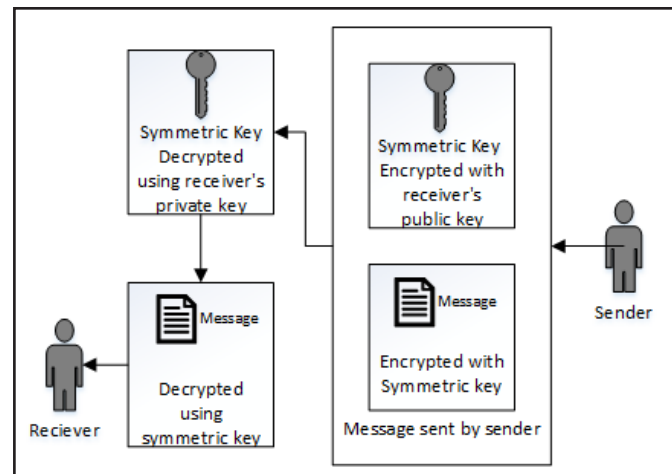 Symmetric Key
Decrypted
using receiver's
private key
Symmetric Key
Encrypted with
receiver's
public key
Message
Encrypted with
Symmetric key
Message sent by sender
Sender
Message
Decrypted
using
symmetric key
Reciever